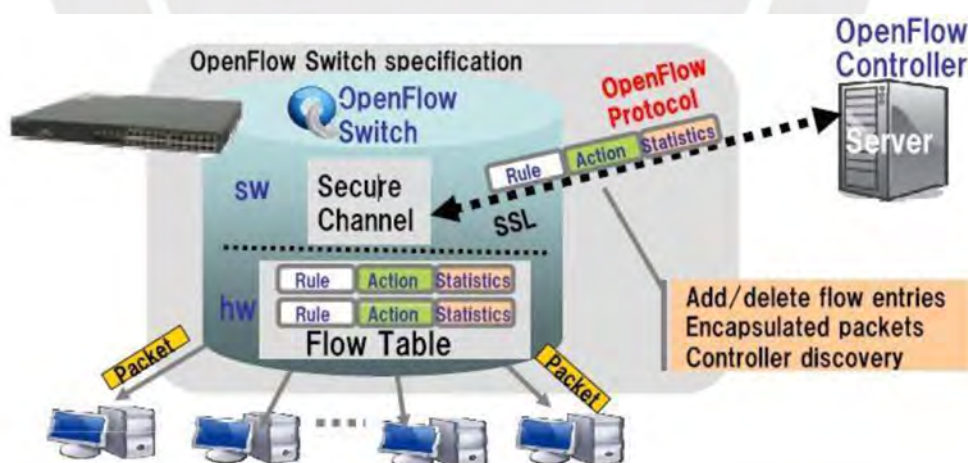 OpenFlow Switch specification
OpenFlow
Controller
OpenFlow
Switch
OpenFlow
Protocol
Rule Action Statistics
Server
sw
Secure
Channel
SSL
hw
Rule Action Statistics
Rule Action Statistics
Flow Table
Add/delete flow entries
Encapsulated packets
Controller discovery
Packet
Packet